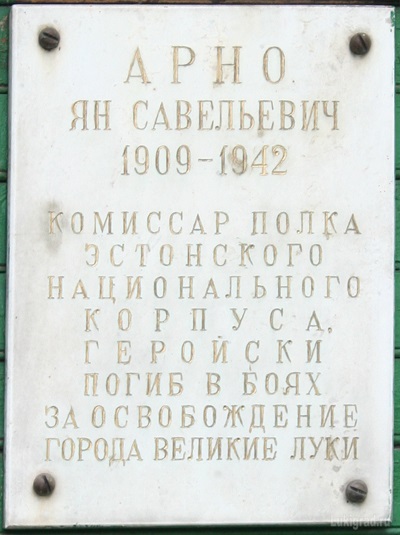 АРНО
ЯН САВЕЛЬЕВИЧ
1909-1942
КОМИССАР ПОЛКА
ЭСТОНСКОГО
НАЦИОНАЛЬНОГО
КОРПУСА,
ГЕРОЙСКИ
ПОГИБ В БОЯХ
ЗА ОСВОБОЖДЕНИЕ
ГОРОДА ВЕЛИКИЕ ЛУКИ